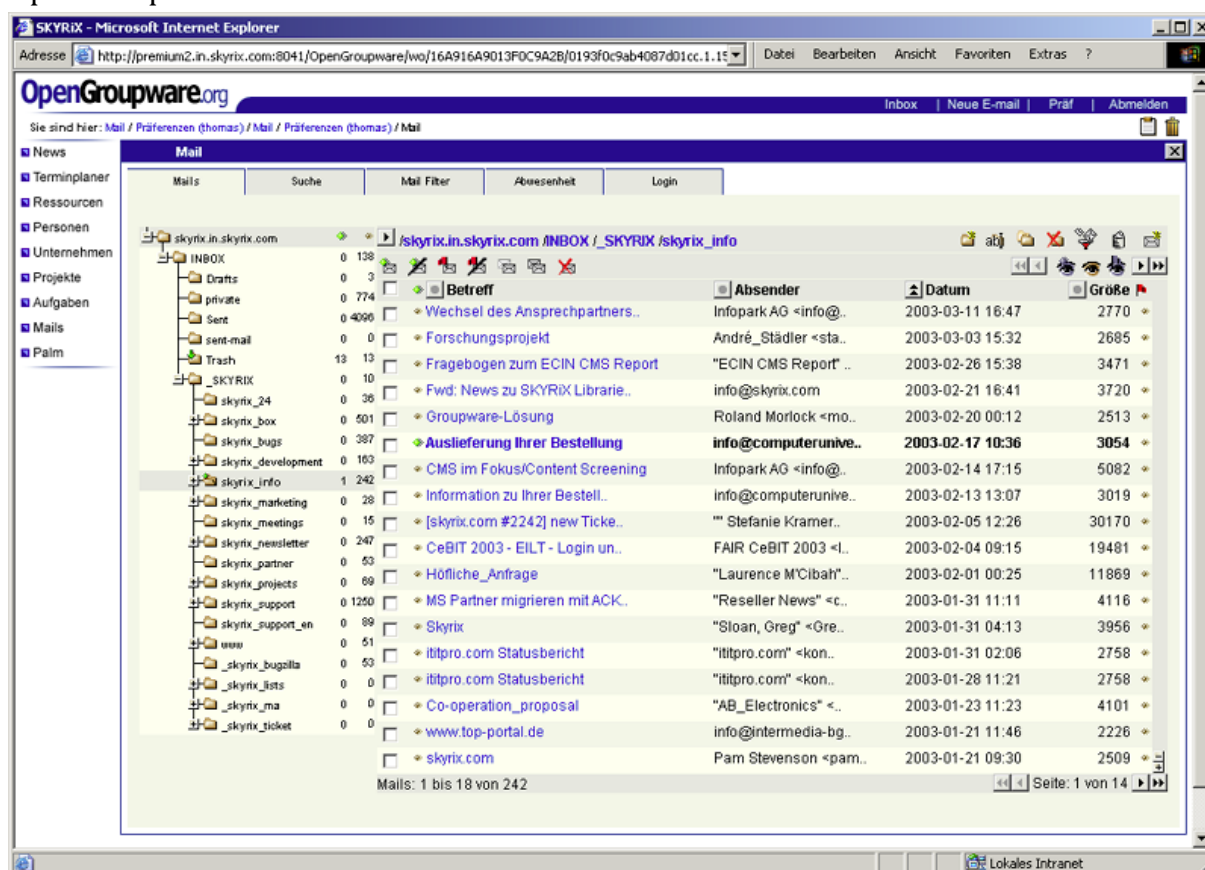 SKYRiX - Microsoft Internet Explorer
Adresse http://premium2.in.skyrix.com:8041/OpenGroupware/wo/16A916A9013F0C9A2B/0193f0c9ab4087d01cc.1.15 Datei Bearbeiten Ansicht Favoriten Extras ?
OpenGroupware.org
Inbox | Neue E-mail | Präf | Abmelden
Sie sind hier: Mail / Präferenzen (thomas) / Mail / Präferenzen (thomas) / Mail
News
Terminplaner
Ressourcen
Personen
Unternehmen
Projekte
Aufgaben
Mails
Palm
Mail
Mails Suche Mail Filter Abwesenheit Login
skyrix.in.skyrix.com
INBOX 0 138
Drafts 0 3
private 0 774
Sent 0 4096
sent-mail 0 0
Trash 13 13
_SKYRIX 0 10
skyrix_24 0 36
skyrix_box 0 501
skyrix_bugs 0 387
skyrix_development 0 163
skyrix_info 1 242
skyrix_marketing 0 28
skyrix_meetings 0 15
skyrix_newsletter 0 247
skyrix_partner 0 53
skyrix_projects 0 69
skyrix_support 0 1250
skyrix_support_en 0 89
www 0 51
_skyrix_bugzilla 0 53
_skyrix_lists 0 0
_skyrix_ma 0 0
_skyrix_ticket 0 0
/skyrix.in.skyrix.com /INBOX /_SKYRIX /skyrix_info
abj
Betreff Absender Datum Größe
Wechsel des Ansprechpartners.. Infopark AG <info@.. 2003-03-11 16:47 2770
Forschungsprojekt André_Städler <sta.. 2003-03-03 15:32 2685
Fragebogen zum ECIN CMS Report "ECIN CMS Report" .. 2003-02-26 15:38 3471
Fwd: News zu SKYRiX Librarie.. info@skyrix.com 2003-02-21 16:41 3720
Groupware-Lösung Roland Morlock <mo.. 2003-02-20 00:12 2513
Auslieferung Ihrer Bestellung info@computerunive.. 2003-02-17 10:36 3054
CMS im Fokus/Content Screening Infopark AG <info@.. 2003-02-14 17:15 5082
Information zu Ihrer Bestell.. info@computerunive.. 2003-02-13 13:07 3019
[skyrix.com #2242] new Ticke.. "" Stefanie Kramer.. 2003-02-05 12:26 30170
CeBIT 2003 - EILT - Login un.. FAIR CeBIT 2003 <l.. 2003-02-04 09:15 19481
Höfliche_Anfrage "Laurence M'Cibah".. 2003-02-01 00:25 11869
MS Partner migrieren mit ACK.. "Reseller News" <c.. 2003-01-31 11:11 4116
Skyrix "Sloan, Greg" <Gre.. 2003-01-31 04:13 3956
ititpro.com Statusbericht "ititpro.com" <kon.. 2003-01-31 02:06 2758
ititpro.com Statusbericht "ititpro.com" <kon.. 2003-01-28 11:21 2758
Co-operation_proposal "AB_Electronics" <.. 2003-01-23 11:23 4101
www.top-portal.de info@intermedia-bg.. 2003-01-21 11:46 2226
skyrix.com Pam Stevenson <pam.. 2003-01-21 09:30 2509
Mails: 1 bis 18 von 242 Seite: 1 von 14
Lokales Intranet